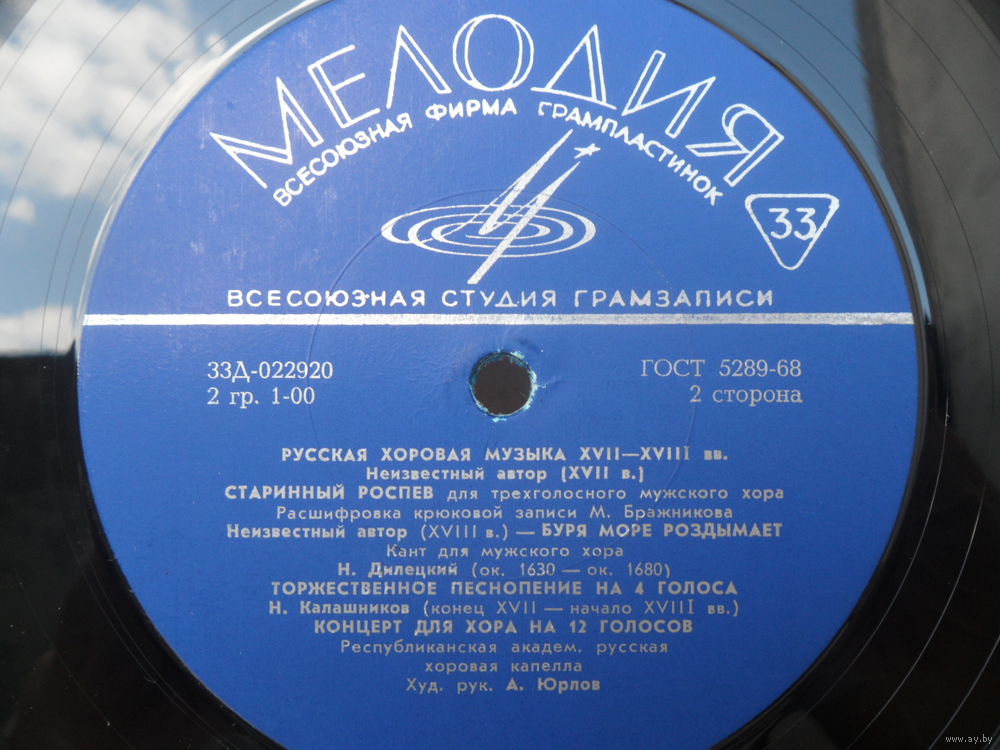 МЕЛОДИЯ
ВСЕСОЮЗНАЯ ФИРМА ГРАМПЛАСТИНОК
33
ВСЕСОЮЗНАЯ СТУДИЯ ГРАМЗАПИСИ
33Д-022920
2 гр. 1-00
ГОСТ 5289-68
2 сторона
РУССКАЯ ХОРОВАЯ МУЗЫКА XVII—XVIII вв.
Неизвестный автор (XVII в.)
СТАРИННЫЙ РОСПЕВ для трехголосного мужского хора
Расшифровка крюковой записи М. Бражникова
Неизвестный автор (XVIII в.) — БУРЯ МОРЕ РОЗДЫМАЕТ
Кант для мужского хора
Н. Дилецкий (ок. 1630 — ок. 1680)
ТОРЖЕСТВЕННОЕ ПЕСНОПЕНИЕ НА 4 ГОЛОСА
Н. Калашников (конец XVII — начало XVIII вв.)
КОНЦЕРТ ДЛЯ ХОРА НА 12 ГОЛОСОВ
Республиканская академ. русская
хоровая капелла
Худ. рук. А. Юрлов
www.ay.by